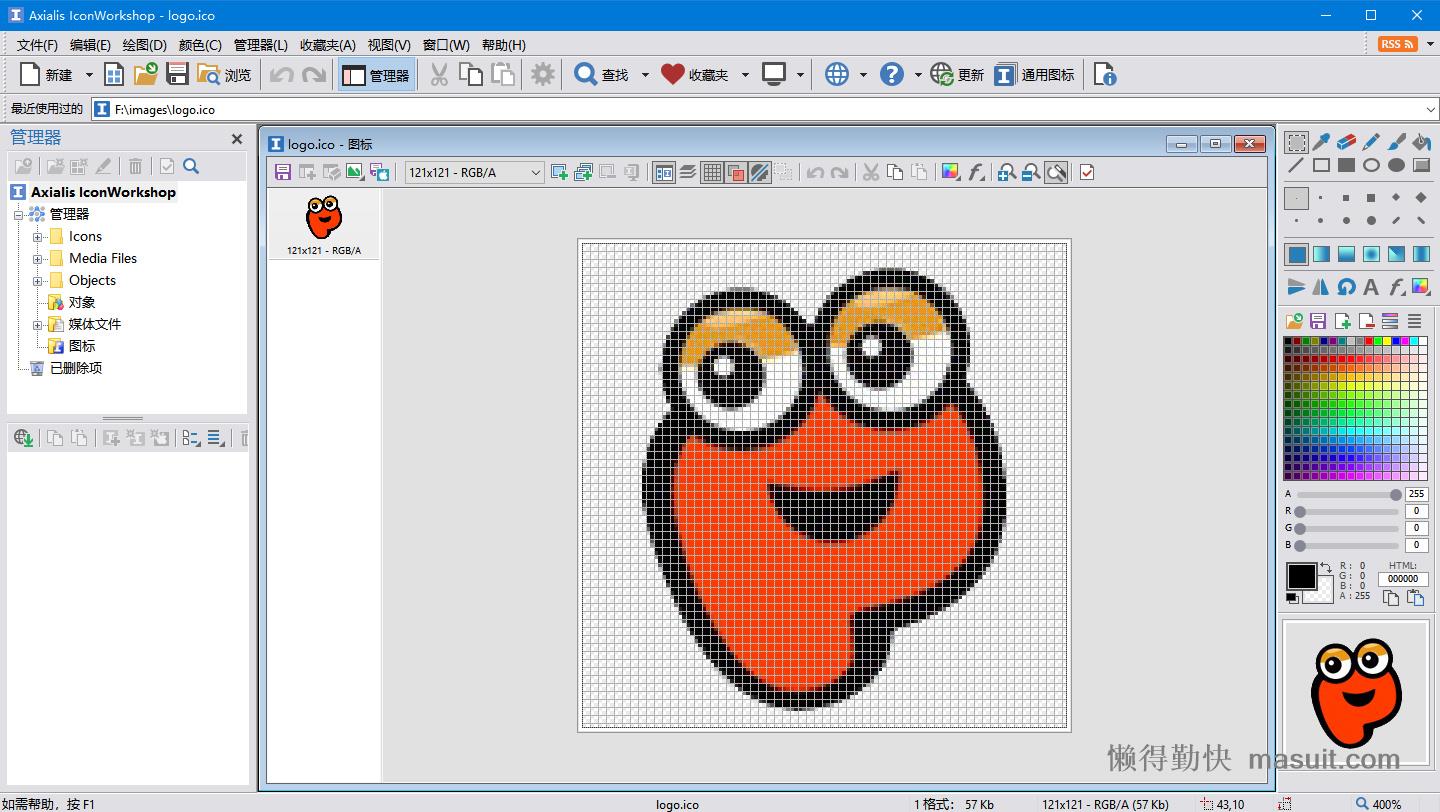 Axialis IconWorkshop - logo.ico
文件(F) 编辑(E) 绘图(D) 颜色(C) 管理器(L) 收藏夹(A) 视图(V) 窗口(W) 帮助(H)
RSS
新建 浏览 管理器 查找 收藏夹 更新 通用图标
最近使用过的 F:\images\logo.ico
管理器
logo.ico - 图标
121x121 - RGB/A
Axialis IconWorkshop
管理器
Icons
Media Files
Objects
对象
媒体文件
图标
已删除项
121x121 - RGB/A
A 255
R 0
G 0
B 0
R : 0
G : 0
B : 0
A : 255
HTML:
000000
懒得勤快 masuit.com
如需帮助，按 F1
logo.ico
1 格式: 57 Kb
121x121 - RGB/A (57 Kb)
43,10
400%